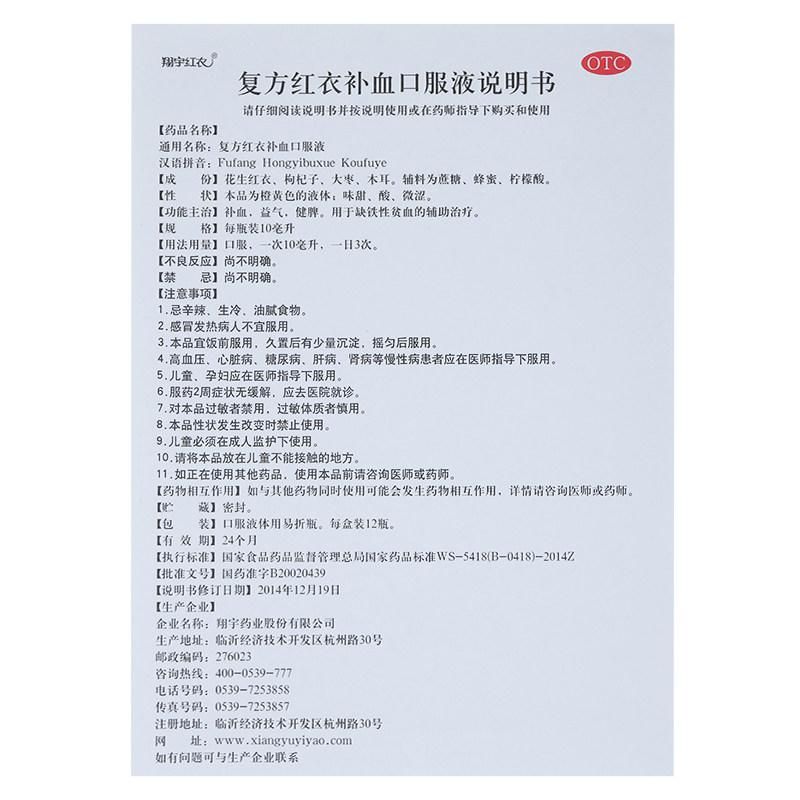 翔宇红衣®
OTC
复方红衣补血口服液说明书
请仔细阅读说明书并按说明使用或在药师指导下购买和使用
【药品名称】
通用名称：复方红衣补血口服液
汉语拼音：Fufang Hongyibuxue Koufuye
【成　　份】花生红衣、枸杞子、大枣、木耳。辅料为蔗糖、蜂蜜、柠檬酸。
【性　　状】本品为橙黄色的液体；味甜、酸、微涩。
【功能主治】补血，益气，健脾。用于缺铁性贫血的辅助治疗。
【规　　格】每瓶装10毫升
【用法用量】口服，一次10毫升，一日3次。
【不良反应】尚不明确。
【禁　　忌】尚不明确。
【注意事项】
1.忌辛辣、生冷、油腻食物。
2.感冒发热病人不宜服用。
3.本品宜饭前服用，久置后有少量沉淀，摇匀后服用。
4.高血压、心脏病、糖尿病、肝病、肾病等慢性病患者应在医师指导下服用。
5.儿童、孕妇应在医师指导下服用。
6.服药2周症状无缓解，应去医院就诊。
7.对本品过敏者禁用，过敏体质者慎用。
8.本品性状发生改变时禁止使用。
9.儿童必须在成人监护下使用。
10.请将本品放在儿童不能接触的地方。
11.如正在使用其他药品，使用本品前请咨询医师或药师。
【药物相互作用】如与其他药物同时使用可能会发生药物相互作用，详情请咨询医师或药师。
【贮　　藏】密封。
【包　　装】口服液体用易折瓶。每盒装12瓶。
【有 效 期】24个月
【执行标准】国家食品药品监督管理总局国家药品标准WS-5418(B-0418)-2014Z
【批准文号】国药准字B20020439
【说明书修订日期】2014年12月19日
【生产企业】
企业名称：翔宇药业股份有限公司
生产地址：临沂经济技术开发区杭州路30号
邮政编码：276023
咨询热线：400-0539-777
电话号码：0539-7253858
传真号码：0539-7253857
注册地址：临沂经济技术开发区杭州路30号
网　　址：www.xiangyuyiyao.com
如有问题可与生产企业联系